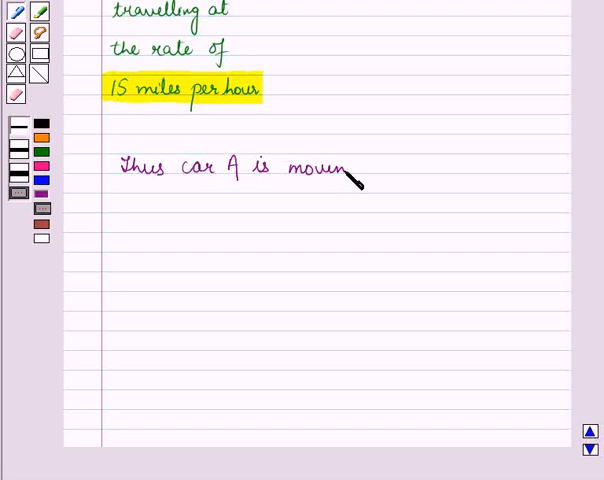 travelling at
the rate of
15 miles per hour
Thus car A is movin